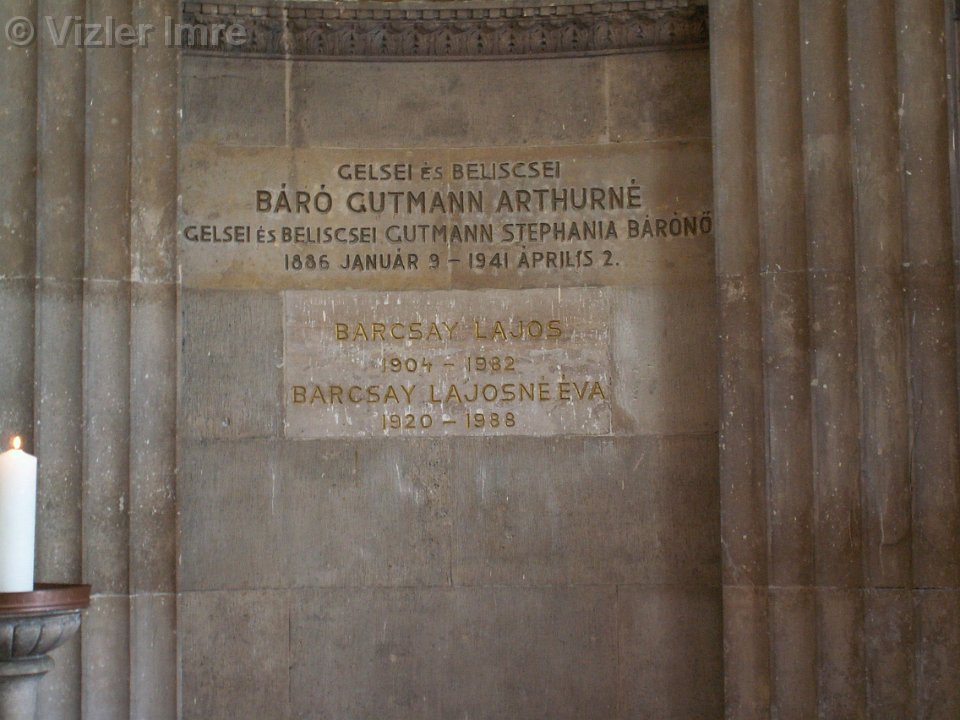 © Vizler Imre
GELSEI ÉS BELISCSEI
BÁRÓ GUTMANN ARTHURNÉ
GELSEI ÉS BELISCSEI GUTMANN STEPHANIA BÁRÓNŐ
1886 JANUÁR 9 – 1941 ÁPRILIS 2.
BARCSAY LAJOS
1904 – 1982
BARCSAY LAJOSNÉ ÉVA
1920 – 1988